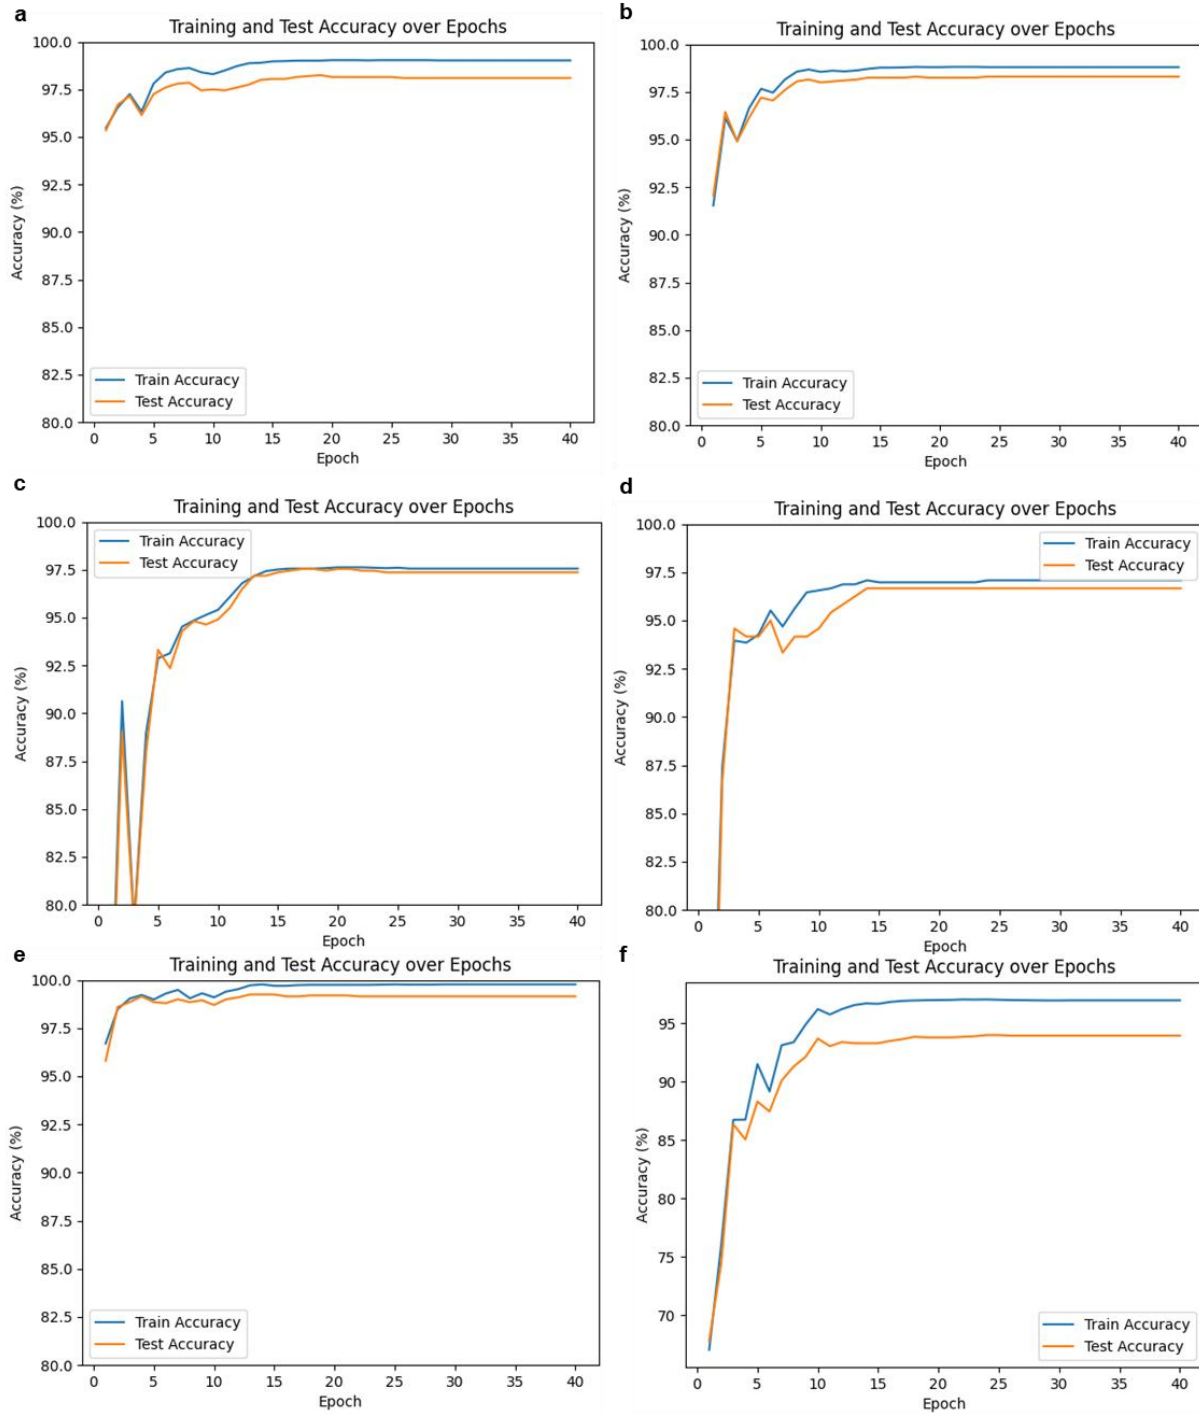 a
Training and Test Accuracy over Epochs
100.0
97.5
95.0
92.5
90.0
87.5
85.0
82.5
80.0
Accuracy (%)
Train Accuracy
Test Accuracy
0 5 10 15 20 25 30 35 40
Epoch
b
Training and Test Accuracy over Epochs
100.0
97.5
95.0
92.5
90.0
87.5
85.0
82.5
80.0
Accuracy (%)
Train Accuracy
Test Accuracy
0 5 10 15 20 25 30 35 40
Epoch
c
Training and Test Accuracy over Epochs
100.0
97.5
95.0
92.5
90.0
87.5
85.0
82.5
80.0
Accuracy (%)
Train Accuracy
Test Accuracy
0 5 10 15 20 25 30 35 40
Epoch
d
Training and Test Accuracy over Epochs
100.0
97.5
95.0
92.5
90.0
87.5
85.0
82.5
80.0
Accuracy (%)
Train Accuracy
Test Accuracy
0 5 10 15 20 25 30 35 40
Epoch
e
Training and Test Accuracy over Epochs
100.0
97.5
95.0
92.5
90.0
87.5
85.0
82.5
80.0
Accuracy (%)
Train Accuracy
Test Accuracy
0 5 10 15 20 25 30 35 40
Epoch
f
Training and Test Accuracy over Epochs
95
90
85
80
75
70
Accuracy (%)
Train Accuracy
Test Accuracy
0 5 10 15 20 25 30 35 40
Epoch